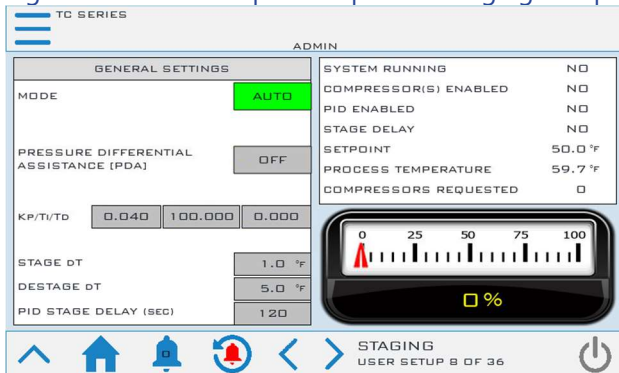 TC SERIES
ADMIN
GENERAL SETTINGS
MODE AUTO
PRESSURE DIFFERENTIAL
ASSISTANCE (PDA) OFF
KP/TI/TD 0.040 100.000 0.000
STAGE DT 1.0 °F
DESTAGE DT 5.0 °F
PID STAGE DELAY (SEC) 120
SYSTEM RUNNING NO
COMPRESSOR(S) ENABLED NO
PID ENABLED NO
STAGE DELAY NO
SETPOINT 50.0 °F
PROCESS TEMPERATURE 59.7 °F
COMPRESSORS REQUESTED 0
0 25 50 75 100
0 %
0
STAGING
USER SETUP 8 OF 36